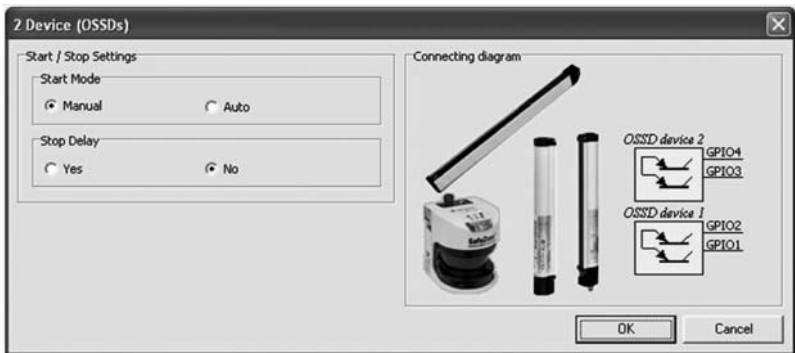 2 Device (OSSDs)
Start / Stop Settings
Start Mode
Manual
Auto
Stop Delay
Yes
No
Connecting diagram
OSSD device 2
GPIO4
GPIO3
OSSD device 1
GPIO2
GPIO1
OK
Cancel